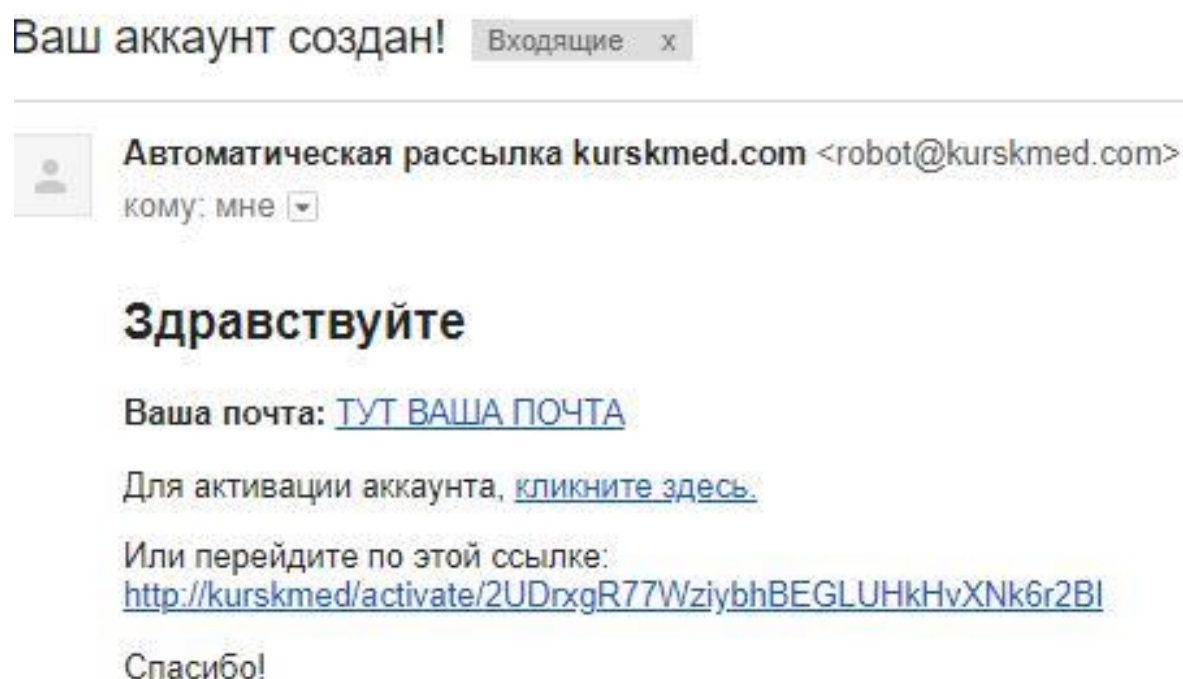 Ваш аккаунт создан! Входящие x
Автоматическая рассылка kurskmed.com <robot@kurskmed.com>
кому: мне
Здравствуйте
Ваша почта: ТУТ ВАША ПОЧТА
Для активации аккаунта, кликните здесь.
Или перейдите по этой ссылке:
http://kurskmed/activate/2UDrxgR77WziybhBEGLUHkHvXNk6r2BI
Спасибо!